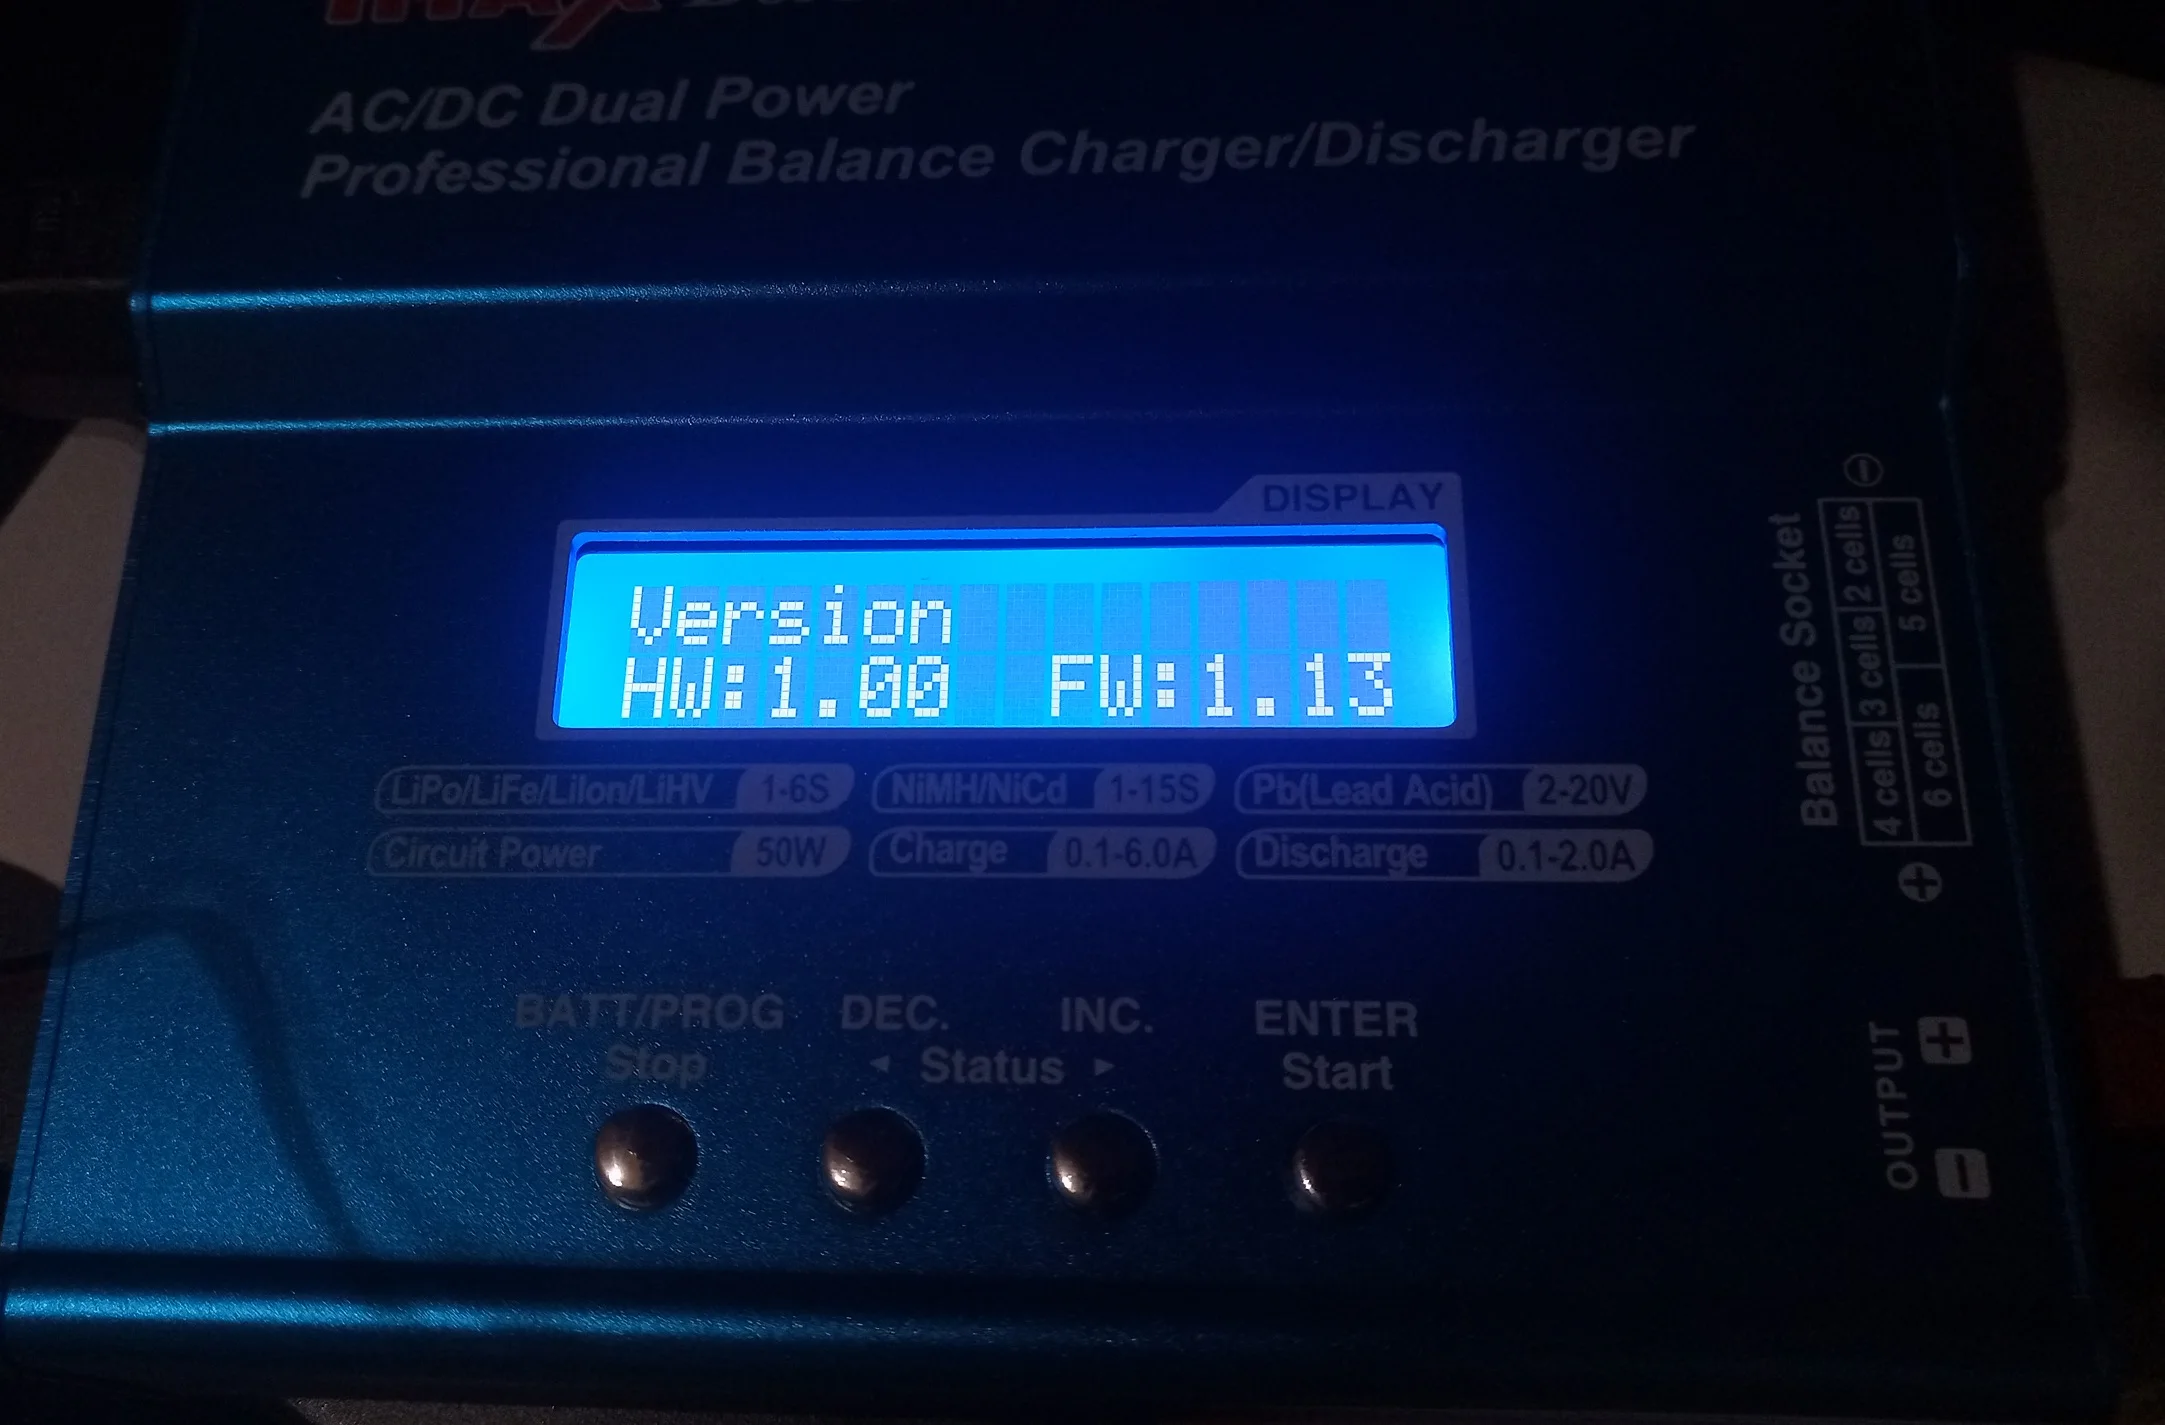 AC/DC Dual Power
Professional Balance Charger/Discharger
DISPLAY
Version
HW:1.00 FW:1.13
LiPo/LiFe/LiIon/LiHV 1-6S NiMH/NiCd 1-15S Pb(Lead Acid) 2-20V
Circuit Power 50W Charge 0.1-6.0A Discharge 0.1-2.0A
BATT/PROG DEC. INC. ENTER
Stop ◄ Status ► Start
Balance Socket
4 cells 3 cells 2 cells
6 cells 5 cells
OUTPUT